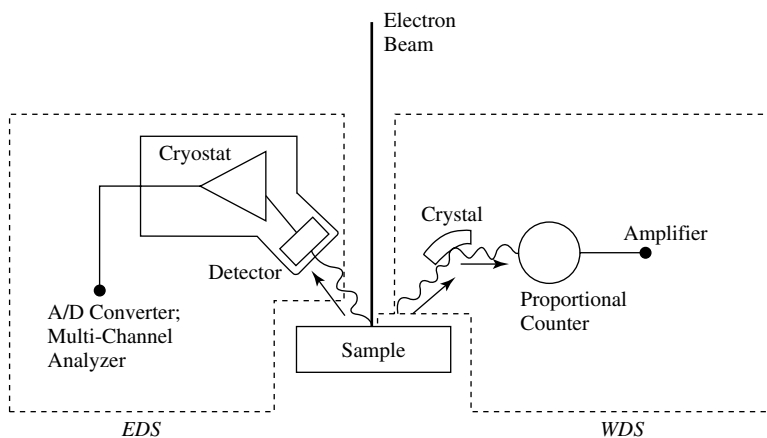 Electron
Beam
Cryostat
Crystal
Amplifier
Detector
Proportional
Counter
A/D Converter;
Multi-Channel
Analyzer
Sample
EDS
WDS